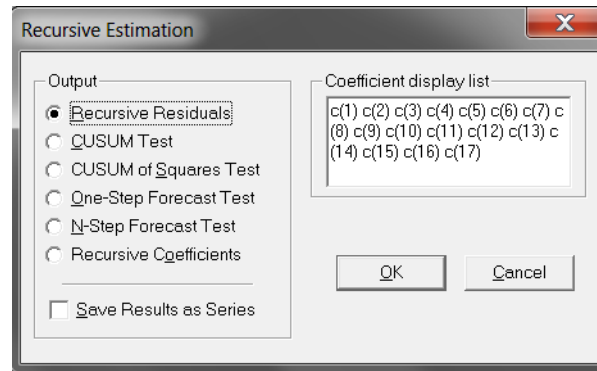 Recursive Estimation
X
Output
Recursive Residuals
CUSUM Test
CUSUM of Squares Test
One-Step Forecast Test
N-Step Forecast Test
Recursive Coefficients
Save Results as Series
Coefficient display list
c(1) c(2) c(3) c(4) c(5) c(6) c(7) c
(8) c(9) c(10) c(11) c(12) c(13) c
(14) c(15) c(16) c(17)
OK
Cancel